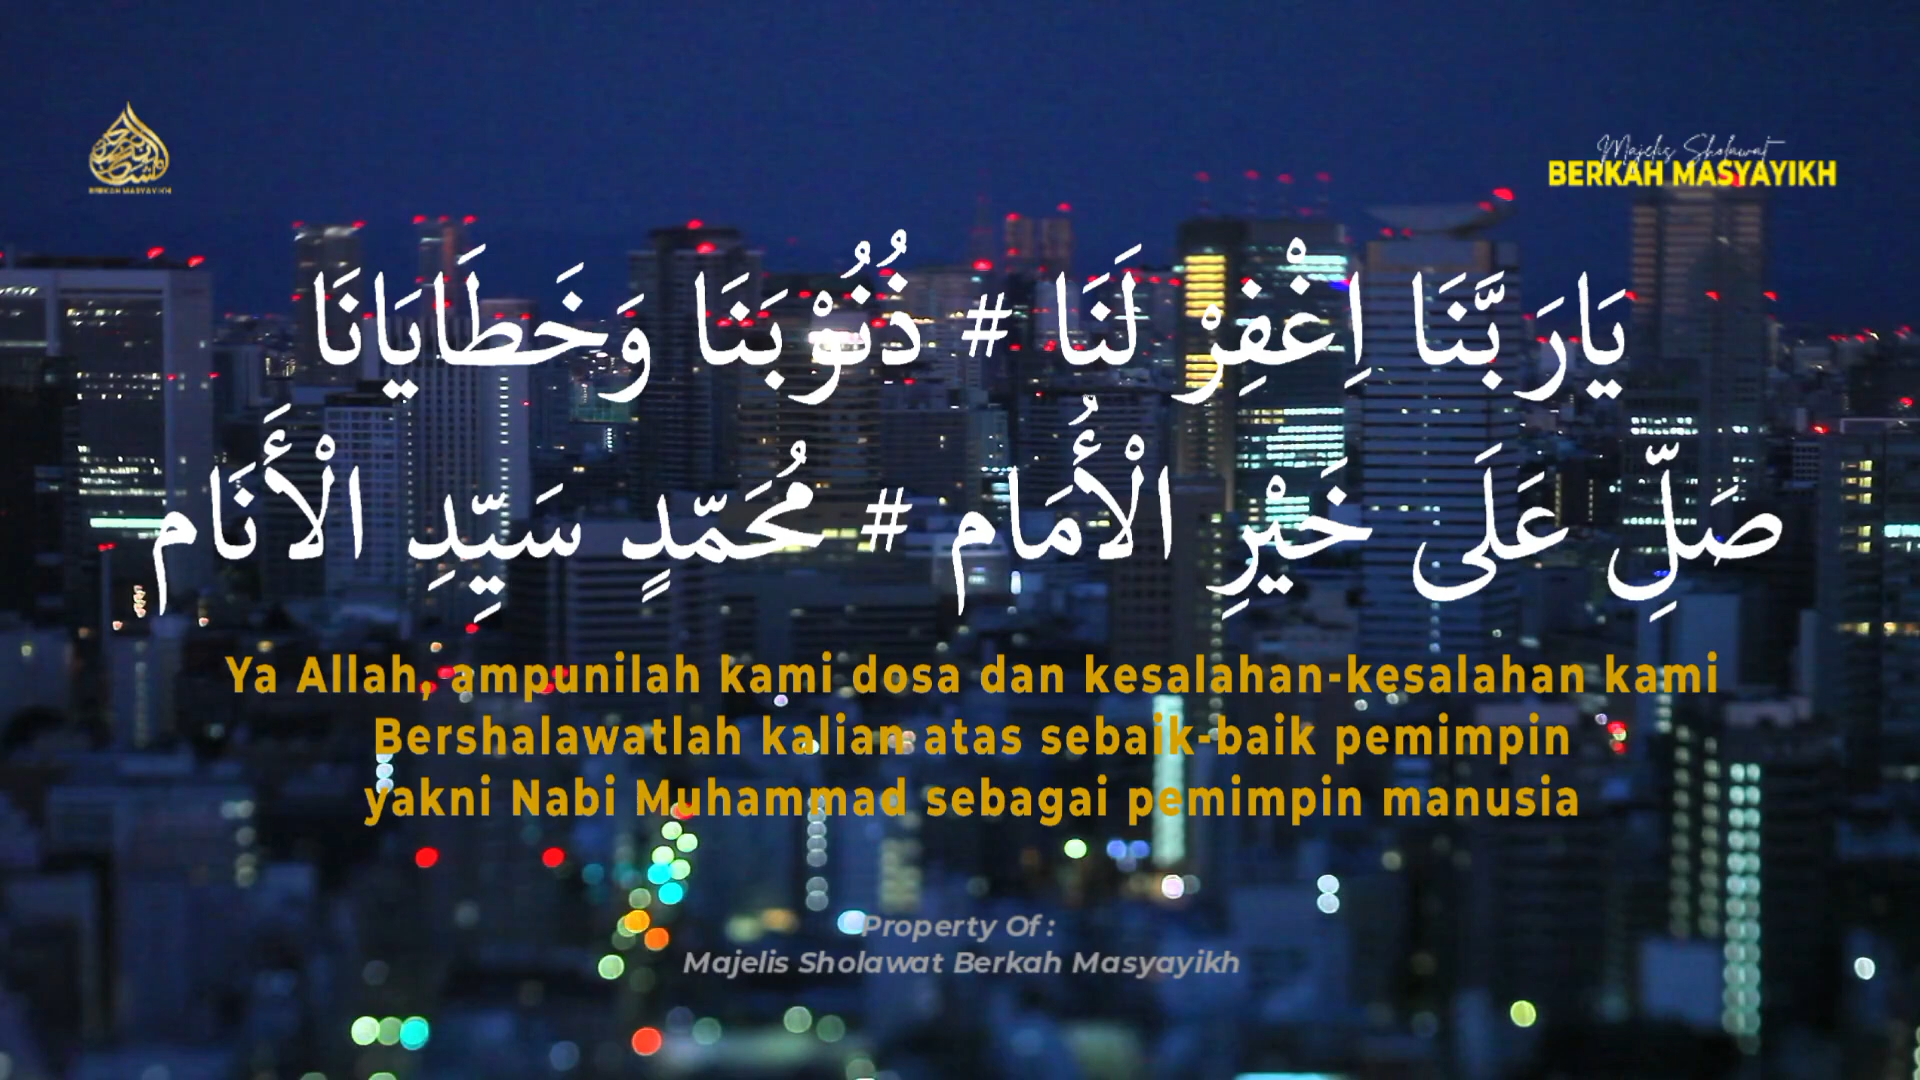 BERKAH MASYAYIKH
Majelis Sholawat
BERKAH MASYAYIKH
يَارَبَّنَا اِغْفِرْ لَنَا # ذُنُوْبَنَا وَخَطَايَانَا
صَلِّ عَلَى خَيْرِ الْأُمَام # مُحَمّدٍ سَيِّدِ الْأَنَام
Ya Allah, ampunilah kami dosa dan kesalahan-kesalahan kami
Bershalawatlah kalian atas sebaik-baik pemimpin
yakni Nabi Muhammad sebagai pemimpin manusia
Property Of :
Majelis Sholawat Berkah Masyayikh